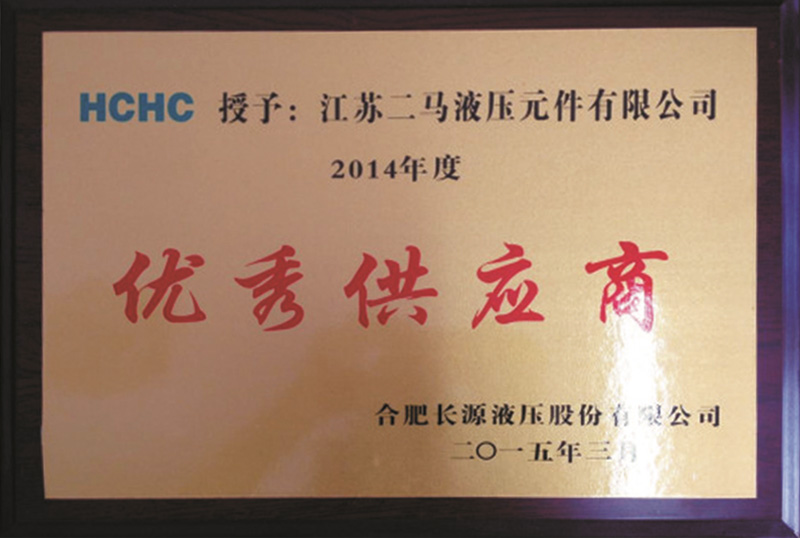 HCHC 授予：江苏二马液压元件有限公司
2014年度
优秀供应商
合肥长源液压股份有限公司
二〇一五年三月